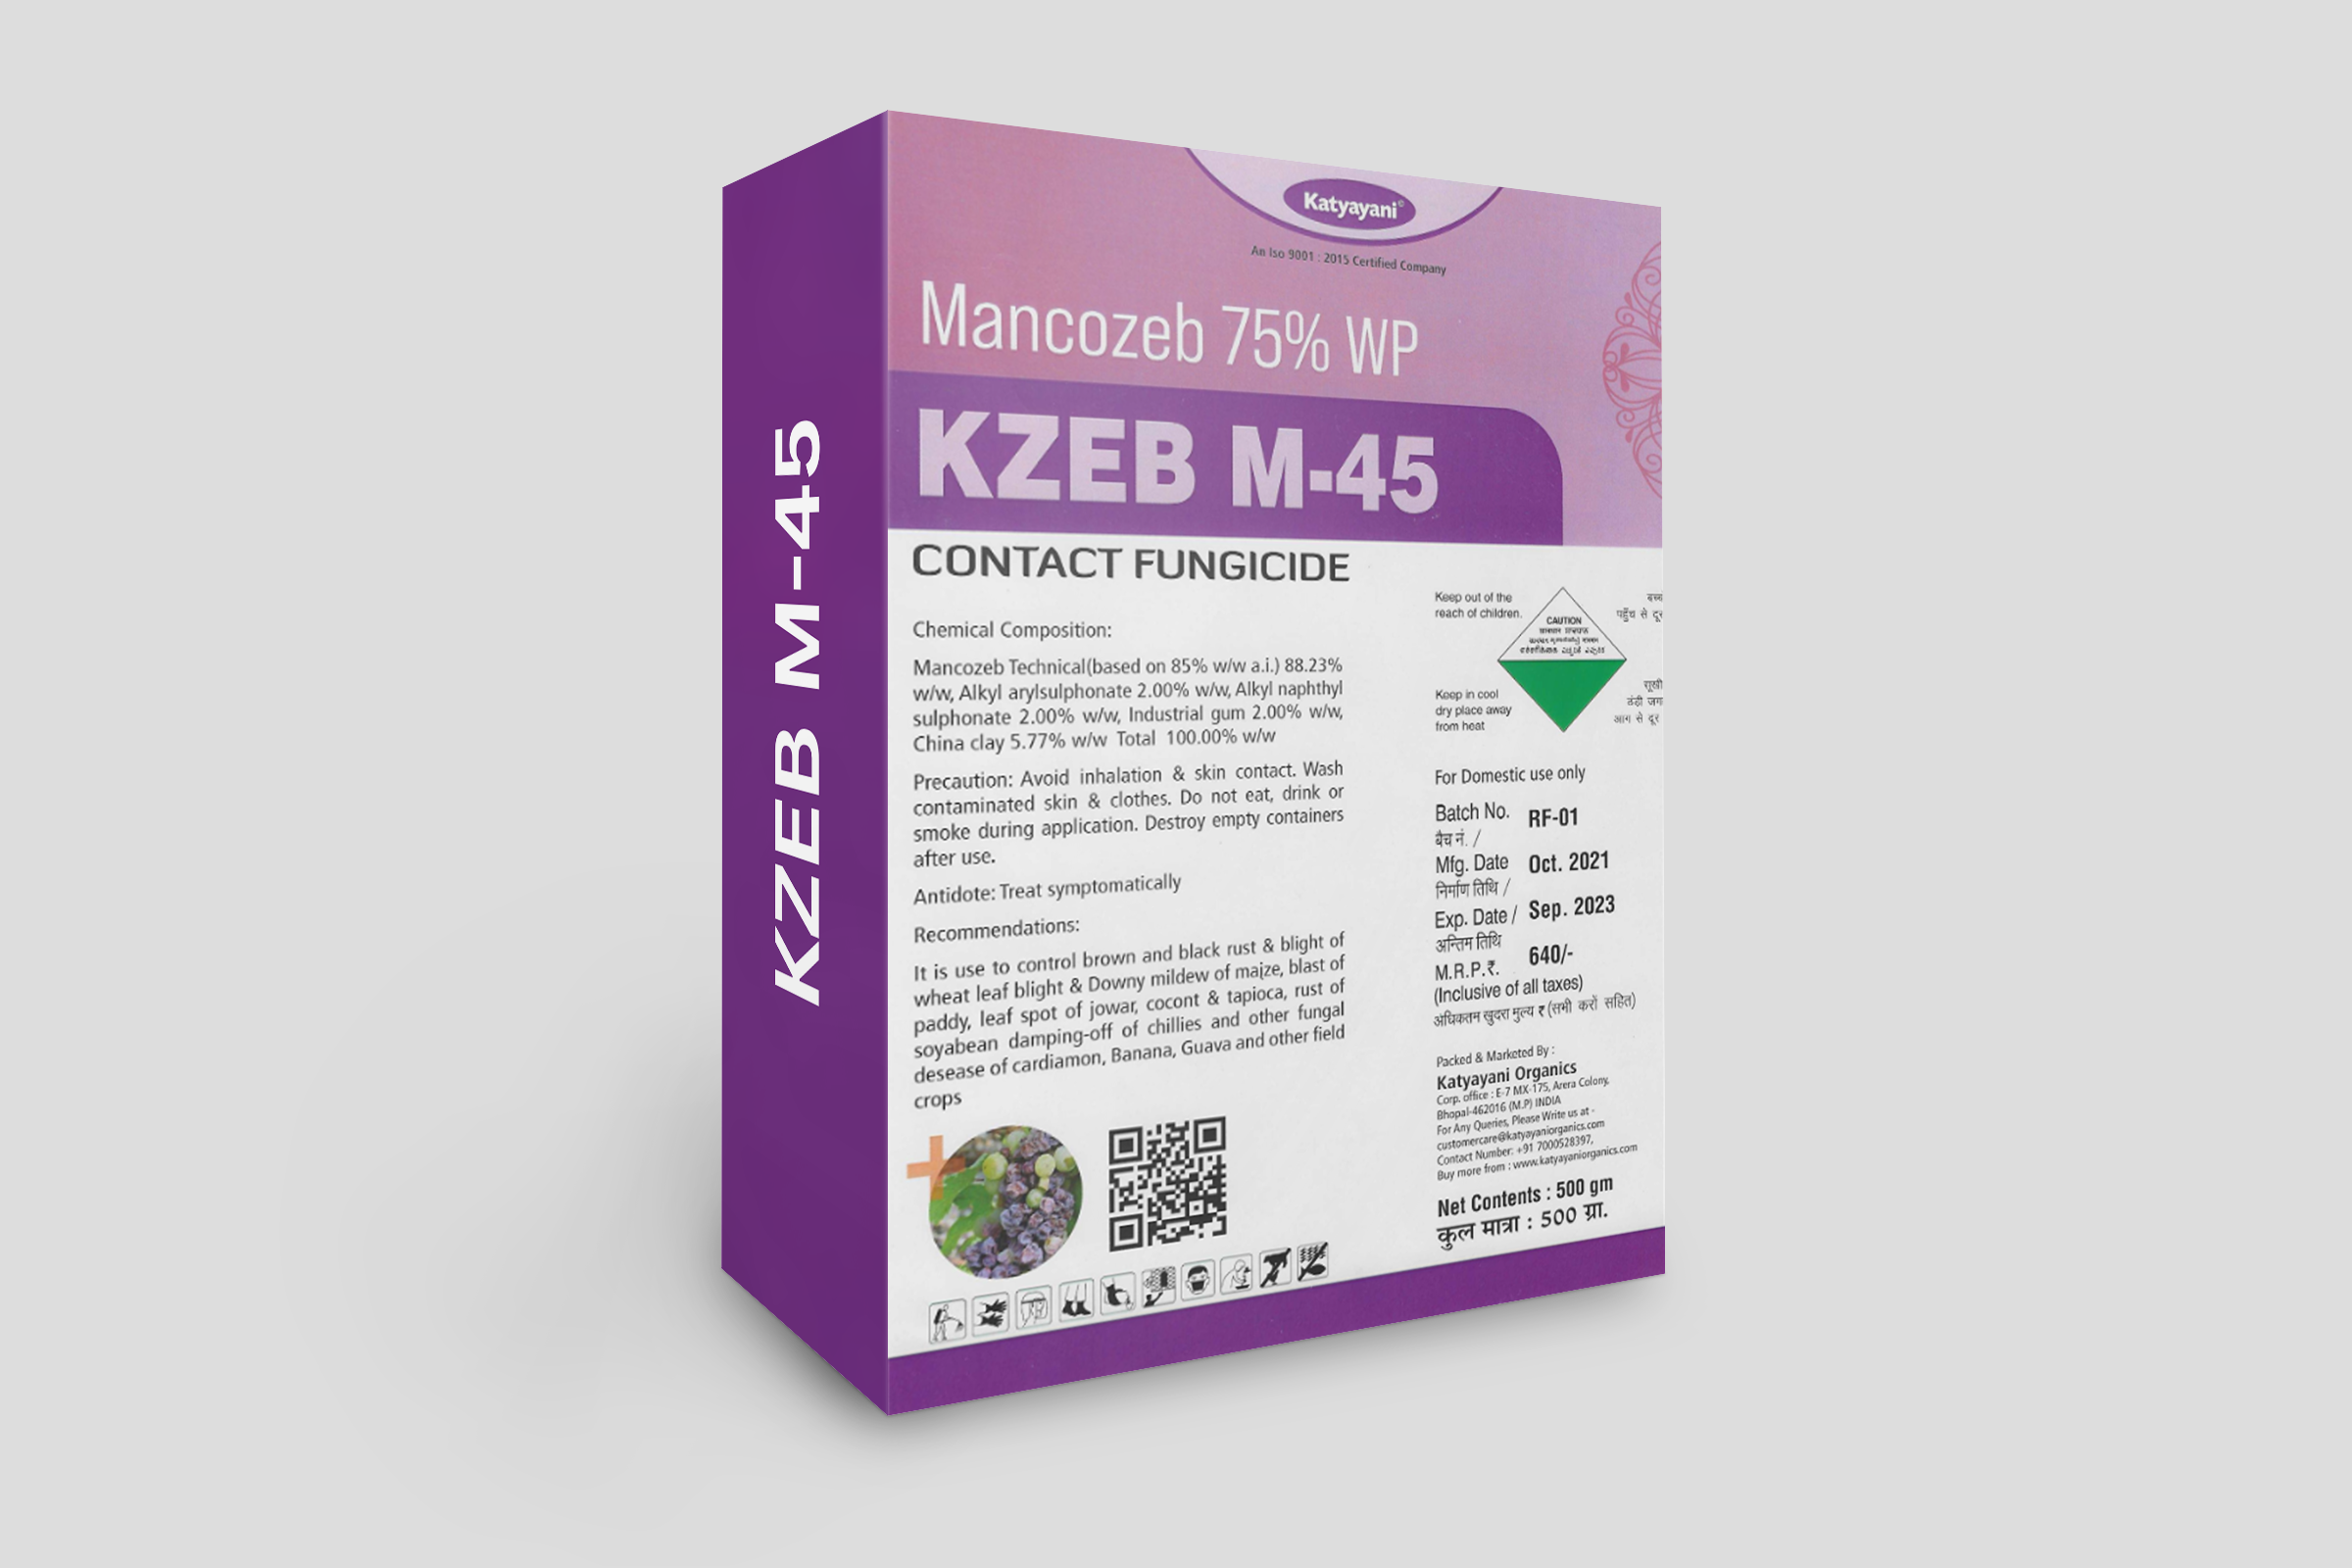 KZEB M-45
Katyayani
An Iso 9001 : 2015 Certified Company
Mancozeb 75% WP
KZEB M-45
CONTACT FUNGICIDE
Chemical Composition:
Mancozeb Technical(based on 85% w/w a.i.) 88.23%
w/w, Alkyl arylsulphonate 2.00% w/w, Alkyl naphthyl
sulphonate 2.00% w/w, Industrial gum 2.00% w/w,
China clay 5.77% w/w Total 100.00% w/w
Precaution: Avoid inhalation & skin contact. Wash
contaminated skin & clothes. Do not eat, drink or
smoke during application. Destroy empty containers
after use.
Antidote: Treat symptomatically
Recommendations:
It is use to control brown and black rust & blight of
wheat leaf blight & Downy mildew of maize, blast of
paddy, leaf spot of jowar, cocont & tapioca, rust of
soyabean damping-off of chillies and other fungal
desease of cardiamon, Banana, Guava and other field
crops
Keep out of the
reach of children.
CAUTION
पहुँच से दूर
Keep in cool
dry place away
from heat
सूखी
ठंडी जग
आग से दूर
For Domestic use only
Batch No. RF-01
बैच नं. /
Mfg. Date Oct. 2021
निर्माण तिथि /
Exp. Date / Sep. 2023
अन्तिम तिथि
M.R.P.₹. 640/-
(Inclusive of all taxes)
अधिकतम खुदरा मुल्य ₹ (सभी करों सहित)
Packed & Marketed By :
Katyayani Organics
Corp. office : E-7 MX-175, Arera Colony,
Bhopal-462016 (M.P) INDIA
For Any Queries, Please Write us at -
customercare@katyayaniorganics.com
Contact Number: +91 7000528397,
Buy more from : www.katyayaniorganics.com
Net Contents : 500 gm
कुल मात्रा : 500 ग्रा.